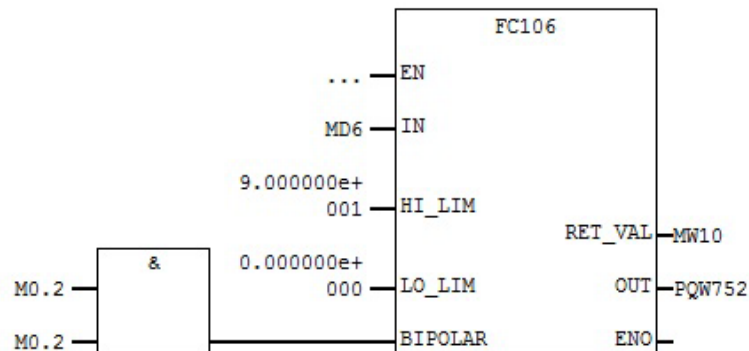 FC106
... EN
MD6 IN
9.000000e+
001 HI_LIM
RET_VAL MW10
& 0.000000e+
M0.2 000 LO_LIM OUT PQW752
M0.2 BIPOLAR ENO